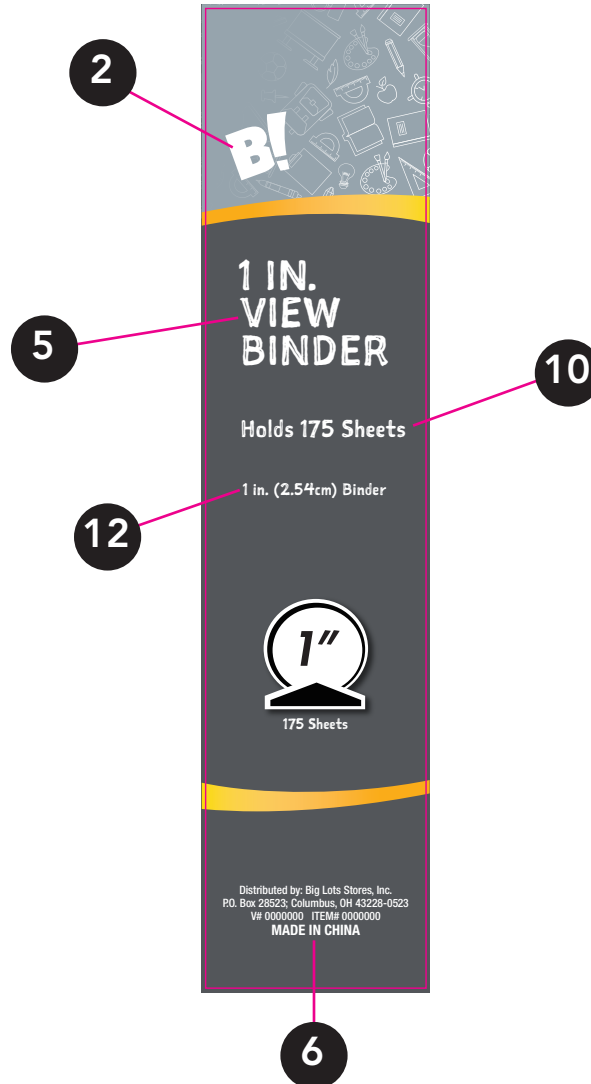 2
B!
1 IN.
VIEW
BINDER
5
10
Holds 175 Sheets
1 in. (2.54cm) Binder
12
1"
175 Sheets
Distributed by: Big Lots Stores, Inc.
P.O. Box 28523; Columbus, OH 43228-0523
V# 0000000 ITEM# 0000000
MADE IN CHINA
6